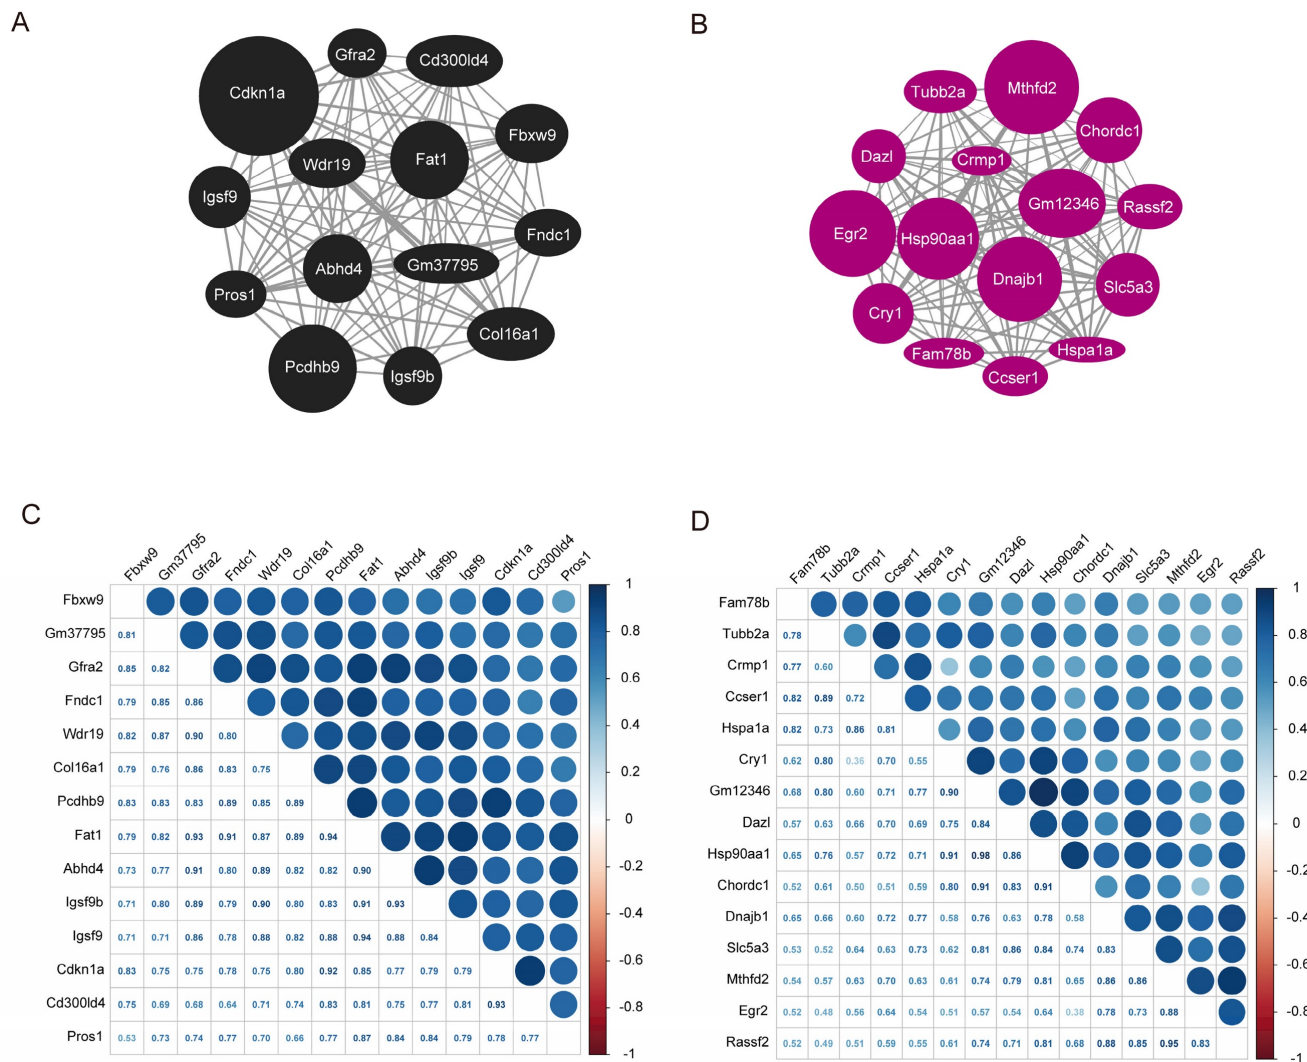 A
Gfra2
Cd300ld4
Cdkn1a
Fbxw9
Wdr19
Fat1
Igsf9
Fndc1
Abhd4
Gm37795
Pros1
Col16a1
Pcdhb9
Igsf9b
B
Mthfd2
Tubb2a
Chordc1
Dazl
Crmp1
Gm12346
Rassf2
Egr2
Hsp90aa1
Dnajb1
Slc5a3
Cry1
Fam78b
Hspa1a
Ccser1
C
Fbxw9 Gm37795 Gfra2 Fndc1 Wdr19 Col16a1 Pcdhb9 Fat1 Abhd4 Igsf9b Igsf9 Cdkn1a Cd300ld4 Pros1
Fbxw9
Gm37795 0.81
Gfra2 0.85 0.82
Fndc1 0.79 0.85 0.86
Wdr19 0.82 0.87 0.90 0.80
Col16a1 0.79 0.76 0.86 0.83 0.75
Pcdhb9 0.83 0.83 0.83 0.89 0.85 0.89
Fat1 0.79 0.82 0.93 0.91 0.87 0.89 0.94
Abhd4 0.73 0.77 0.91 0.80 0.89 0.82 0.82 0.90
Igsf9b 0.71 0.80 0.89 0.79 0.90 0.80 0.83 0.91 0.93
Igsf9 0.71 0.71 0.86 0.78 0.88 0.82 0.88 0.94 0.88 0.84
Cdkn1a 0.83 0.75 0.75 0.78 0.75 0.80 0.92 0.85 0.77 0.79 0.79
Cd300ld4 0.75 0.69 0.68 0.64 0.71 0.74 0.83 0.81 0.75 0.77 0.81 0.93
Pros1 0.53 0.73 0.74 0.77 0.70 0.66 0.77 0.87 0.84 0.84 0.79 0.78 0.77
1
0.8
0.6
0.4
0.2
0
-0.2
-0.4
-0.6
-0.8
-1
D
Fam78b Tubb2a Crmp1 Ccser1 Hspa1a Cry1 Gm12346 Dazl Hsp90aa1 Chordc1 Dnajb1 Slc5a3 Mthfd2 Egr2 Rassf2
Fam78b
Tubb2a 0.78
Crmp1 0.77 0.60
Ccser1 0.82 0.89 0.72
Hspa1a 0.82 0.73 0.86 0.81
Cry1 0.62 0.80 0.36 0.70 0.55
Gm12346 0.68 0.80 0.60 0.71 0.77 0.90
Dazl 0.57 0.63 0.66 0.70 0.69 0.75 0.84
Hsp90aa1 0.65 0.76 0.57 0.72 0.71 0.91 0.98 0.86
Chordc1 0.52 0.61 0.50 0.51 0.59 0.80 0.91 0.83 0.91
Dnajb1 0.65 0.66 0.60 0.72 0.77 0.58 0.76 0.63 0.78 0.58
Slc5a3 0.53 0.52 0.64 0.63 0.73 0.62 0.81 0.86 0.84 0.74 0.83
Mthfd2 0.54 0.57 0.63 0.70 0.63 0.61 0.74 0.79 0.81 0.65 0.86 0.86
Egr2 0.52 0.48 0.56 0.64 0.54 0.51 0.57 0.54 0.64 0.38 0.78 0.73 0.88
Rassf2 0.52 0.49 0.51 0.59 0.55 0.61 0.74 0.71 0.81 0.68 0.88 0.85 0.95 0.83
1
0.8
0.6
0.4
0.2
0
-0.2
-0.4
-0.6
-0.8
-1